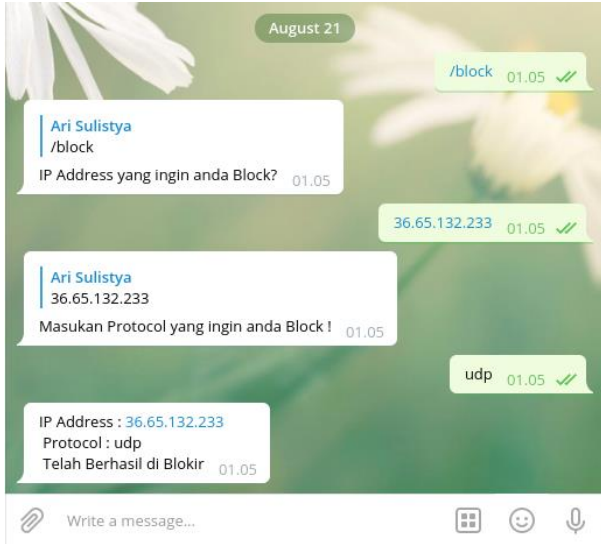 August 21
/block 01.05
Ari Sulistya
/block
IP Address yang ingin anda Block? 01.05
36.65.132.233 01.05
Ari Sulistya
36.65.132.233
Masukan Protocol yang ingin anda Block ! 01.05
udp 01.05
IP Address : 36.65.132.233
Protocol : udp
Telah Berhasil di Blokir 01.05
Write a message...